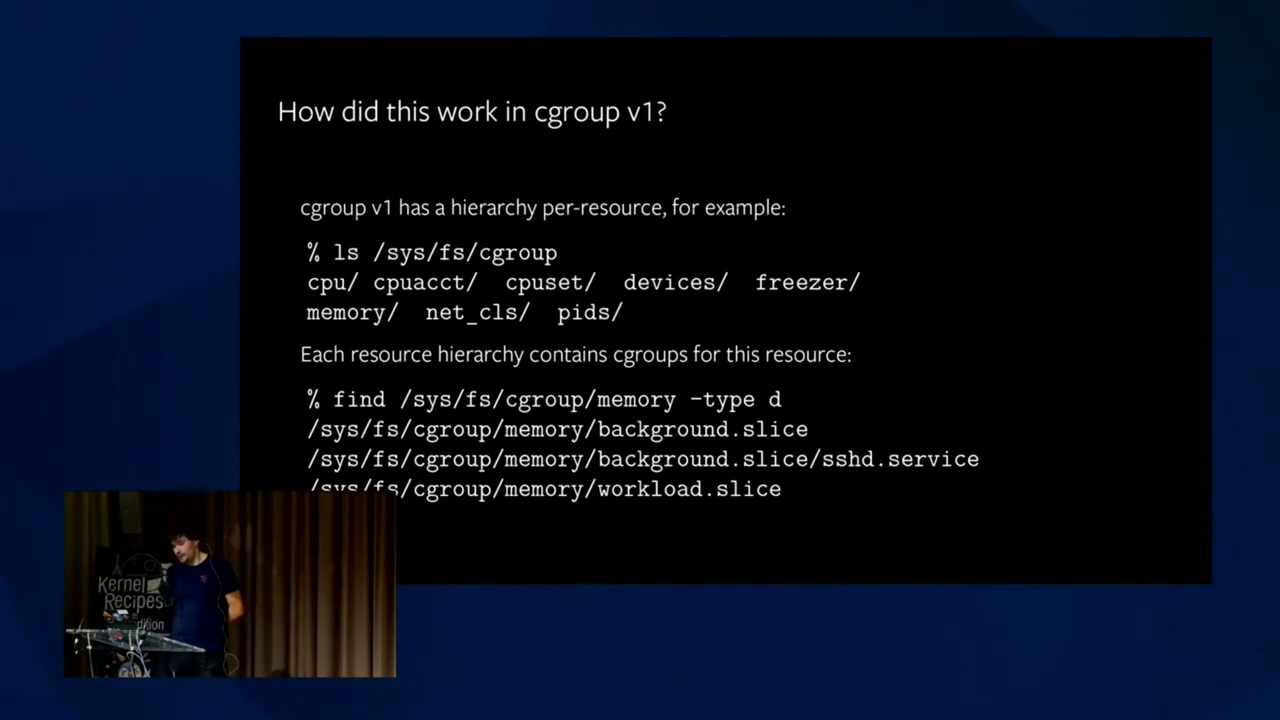 How did this work in cgroup v1?
cgroup v1 has a hierarchy per-resource, for example:
% ls /sys/fs/cgroup
cpu/ cpuacct/ cpuset/ devices/ freezer/
memory/ net_cls/ pids/
Each resource hierarchy contains cgroups for this resource:
% find /sys/fs/cgroup/memory -type d
/sys/fs/cgroup/memory/background.slice
/sys/fs/cgroup/memory/background.slice/sshd.service
/sys/fs/cgroup/memory/workload.slice
Kernel
Recipes
dition